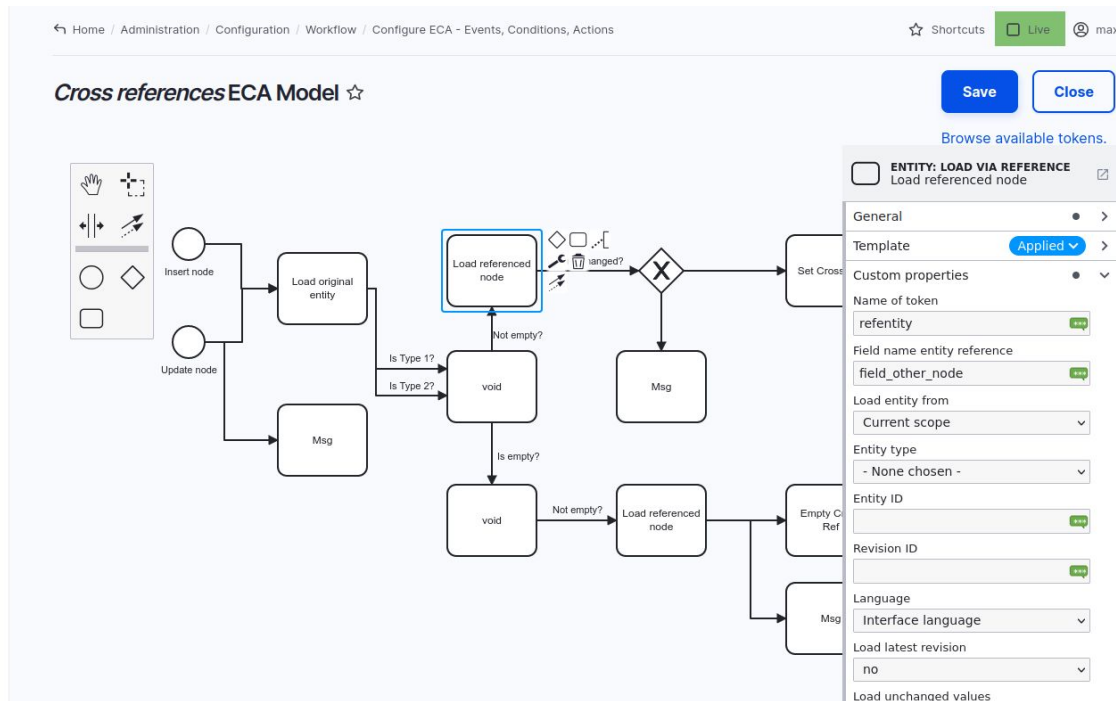 Home / Administration / Configuration / Workflow / Configure ECA - Events, Conditions, Actions
Shortcuts
Live
Cross references ECA Model
Save
Close
Browse available tokens.
ENTITY: LOAD VIA REFERENCE
Load referenced node
General
Template
Applied
Custom properties
Name of token
refentity
Field name entity reference
field_other_node
Load entity from
Current scope
Entity type
- None chosen -
Entity ID
Revision ID
Language
Interface language
Load latest revision
no
Load unchanged values
Insert node
Update node
Load original
entity
Msg
Is Type 1?
Is Type 2?
void
Not empty?
Load referenced
node
X
Msg
Set Cross
Is empty?
void
Not empty?
Load referenced
node
Empty
Ref
Msg